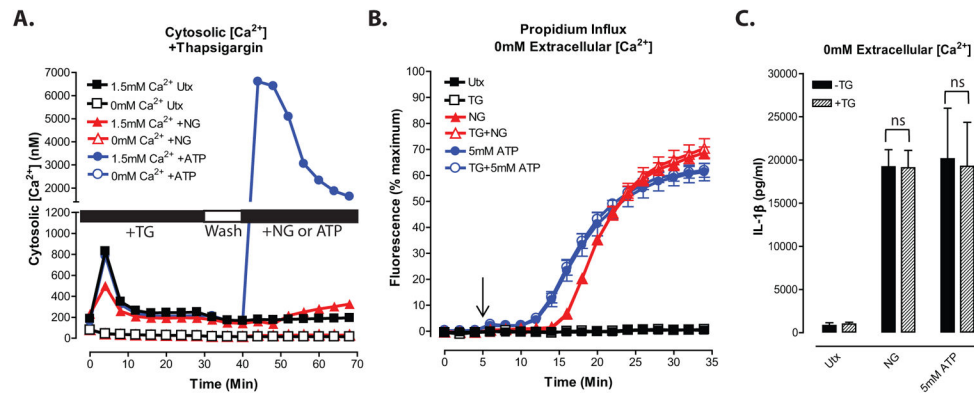 A.
Cytosolic [Ca²⁺]
+Thapsigargin
Cytosolic [Ca²⁺] (nM)
7000
6000
5000
4000
3000
2000
1200
1000
800
600
400
200
0
1.5mM Ca²⁺ Utx
0mM Ca²⁺ Utx
1.5mM Ca²⁺ +NG
0mM Ca²⁺ +NG
1.5mM Ca²⁺ +ATP
0mM Ca²⁺ +ATP
+TG Wash +NG or ATP
0 10 20 30 40 50 60 70
Time (Min)
B.
Propidium Influx
0mM Extracellular [Ca²⁺]
Fluorescence (% maximum)
100
90
80
70
60
50
40
30
20
10
0
Utx
TG
NG
TG+NG
5mM ATP
TG+5mM ATP
0 5 10 15 20 25 30 35
Time (Min)
C.
0mM Extracellular [Ca²⁺]
IL-1β (pg/ml)
30000
25000
20000
15000
10000
5000
0
-TG
+TG
ns
ns
Utx
NG
5mM ATP